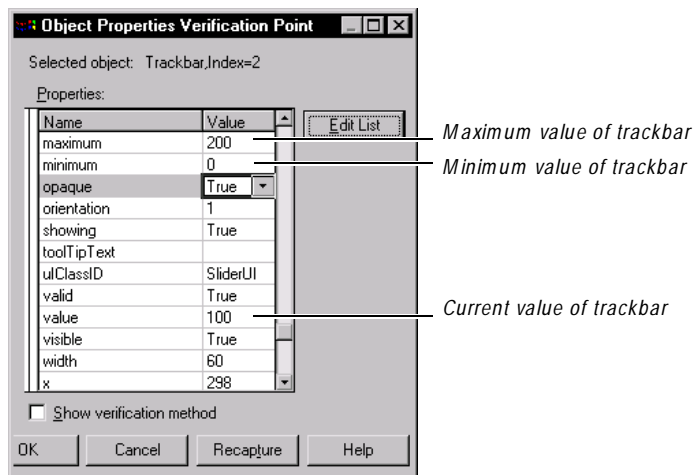 Object Properties Verification Point
Selected object: Trackbar,Index=2
Properties:
Name Value
maximum 200
minimum 0
opaque True
orientation 1
showing True
toolTipText
uIClassID SliderUI
valid True
value 100
visible True
width 60
x 298
Edit List
Maximum value of trackbar
Minimum value of trackbar
Current value of trackbar
Show verification method
OK Cancel Recapture Help